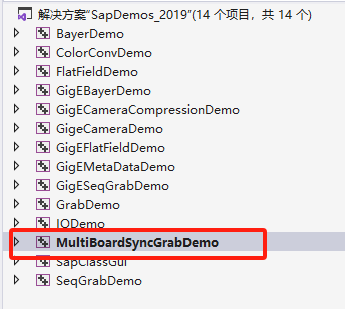 解决方案"SapDemos_2019"(14 个项目，共 14 个)
BayerDemo
ColorConvDemo
FlatFieldDemo
GigEBayerDemo
GigECameraCompressionDemo
GigeCameraDemo
GigEFlatFieldDemo
GigEMetaDataDemo
GigESeqGrabDemo
GrabDemo
IODemo
MultiBoardSyncGrabDemo
SapClassGui
SeqGrabDemo